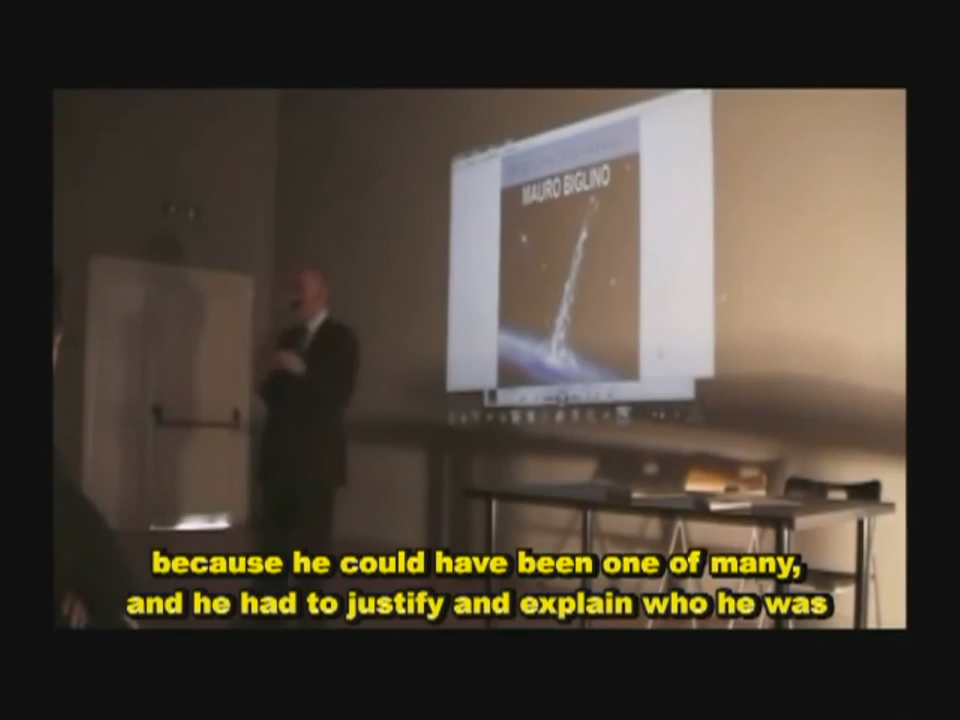 MAURO BIGLINO
because he could have been one of many,
and he had to justify and explain who he was